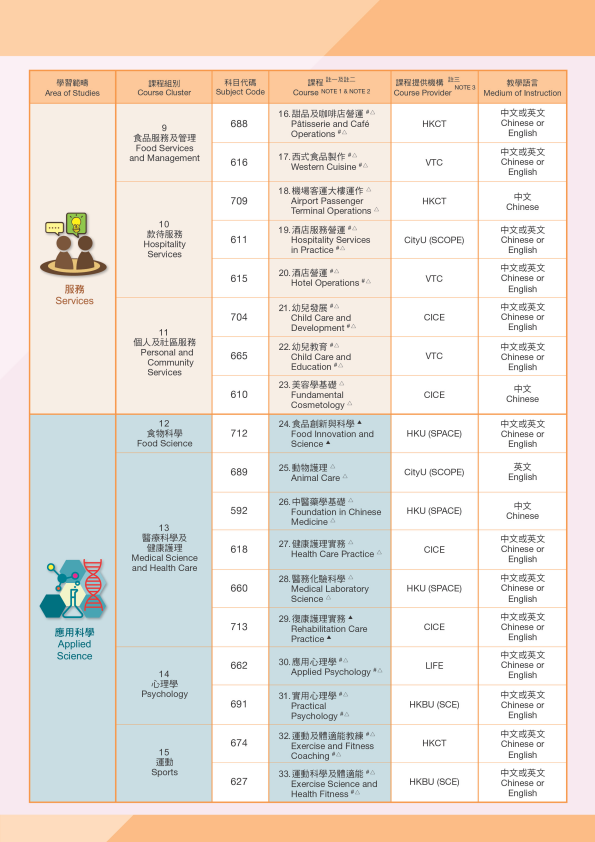 學習範疇
Area of Studies
課程組別
Course Cluster
科目代碼
Subject Code
課程 註一及註二
Course NOTE 1 & NOTE 2
課程提供機構 註三
Course Provider NOTE 3
教學語言
Medium of Instruction
服務
Services
9
食品服務及管理
Food Services
and Management
688
16.甜品及咖啡店營運 #△
Pâtisserie and Café
Operations #△
HKCT
中文或英文
Chinese or
English
616
17.西式食品製作 #△
Western Cuisine #△
VTC
中文或英文
Chinese or
English
10
款待服務
Hospitality
Services
709
18.機場客運大樓運作 △
Airport Passenger
Terminal Operations △
HKCT
中文
Chinese
611
19.酒店服務營運 #△
Hospitality Services
in Practice #△
CityU (SCOPE)
中文或英文
Chinese or
English
615
20.酒店營運 #△
Hotel Operations #△
VTC
中文或英文
Chinese or
English
11
個人及社區服務
Personal and
Community
Services
704
21.幼兒發展 #△
Child Care and
Development #△
CICE
中文或英文
Chinese or
English
665
22.幼兒教育 #△
Child Care and
Education #△
VTC
中文或英文
Chinese or
English
610
23.美容學基礎 △
Fundamental
Cosmetology △
CICE
中文
Chinese
應用科學
Applied
Science
12
食物科學
Food Science
712
24.食品創新與科學 ▲
Food Innovation and
Science ▲
HKU (SPACE)
中文或英文
Chinese or
English
13
醫療科學及
健康護理
Medical Science
and Health Care
689
25.動物護理 △
Animal Care △
CityU (SCOPE)
英文
English
592
26.中醫藥學基礎 △
Foundation in Chinese
Medicine △
HKU (SPACE)
中文
Chinese
618
27.健康護理實務 △
Health Care Practice △
CICE
中文或英文
Chinese or
English
660
28.醫務化驗科學 △
Medical Laboratory
Science △
HKU (SPACE)
中文或英文
Chinese or
English
713
29.復康護理實務 ▲
Rehabilitation Care
Practice ▲
CICE
中文或英文
Chinese or
English
14
心理學
Psychology
662
30.應用心理學 #△
Applied Psychology #△
LIFE
中文或英文
Chinese or
English
691
31.實用心理學 #△
Practical
Psychology #△
HKBU (SCE)
中文或英文
Chinese or
English
15
運動
Sports
674
32.運動及體適能教練 #△
Exercise and Fitness
Coaching #△
HKCT
中文或英文
Chinese or
English
627
33.運動科學及體適能 #△
Exercise Science and
Health Fitness #△
HKBU (SCE)
中文或英文
Chinese or
English